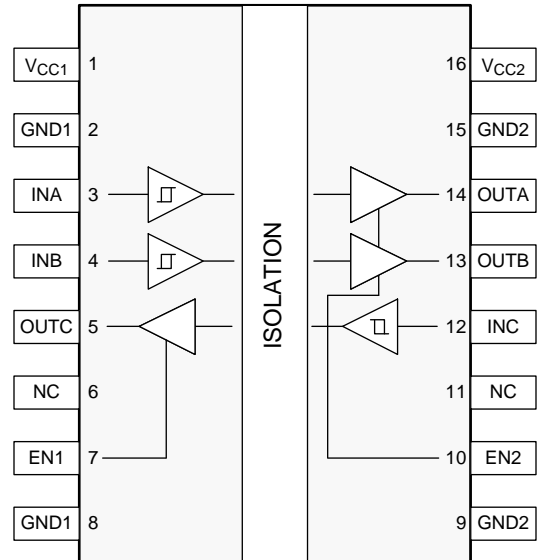 VCC1 1 16 VCC2
GND1 2 15 GND2
INA 3 14 OUTA
INB 4 13 OUTB
ISOLATION
OUTC 5 12 INC
NC 6 11 NC
EN1 7 10 EN2
GND1 8 9 GND2